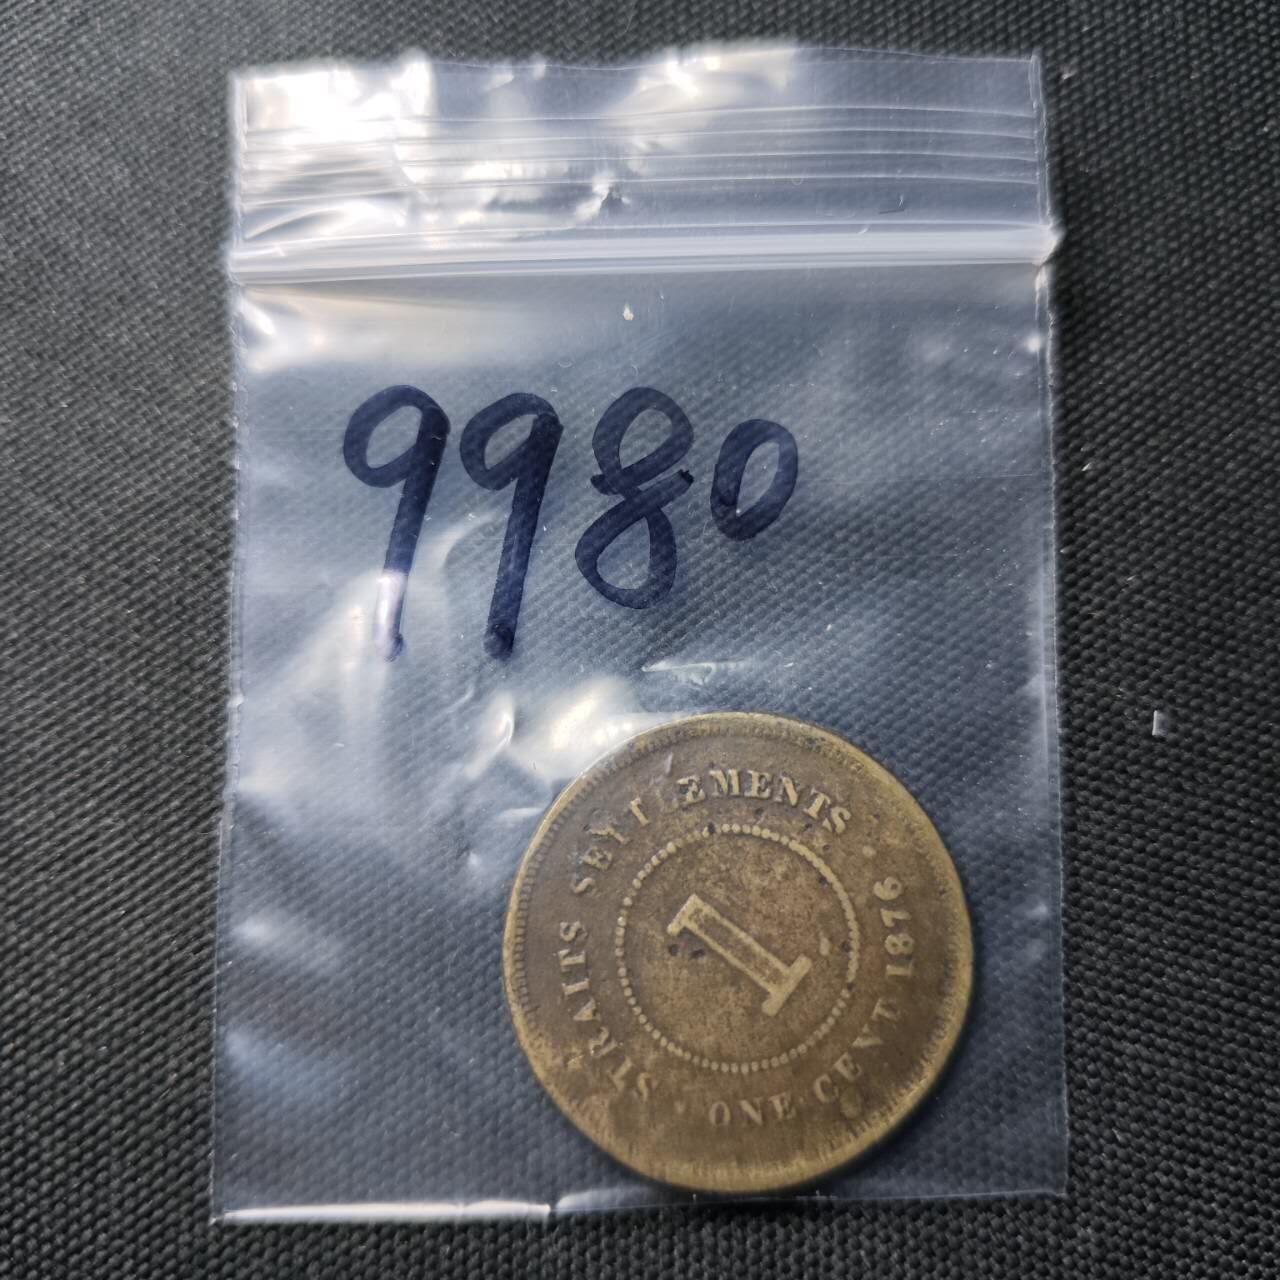 9980
STRAITS SETTLEMENTS · ONE CENT 1876 ·
1